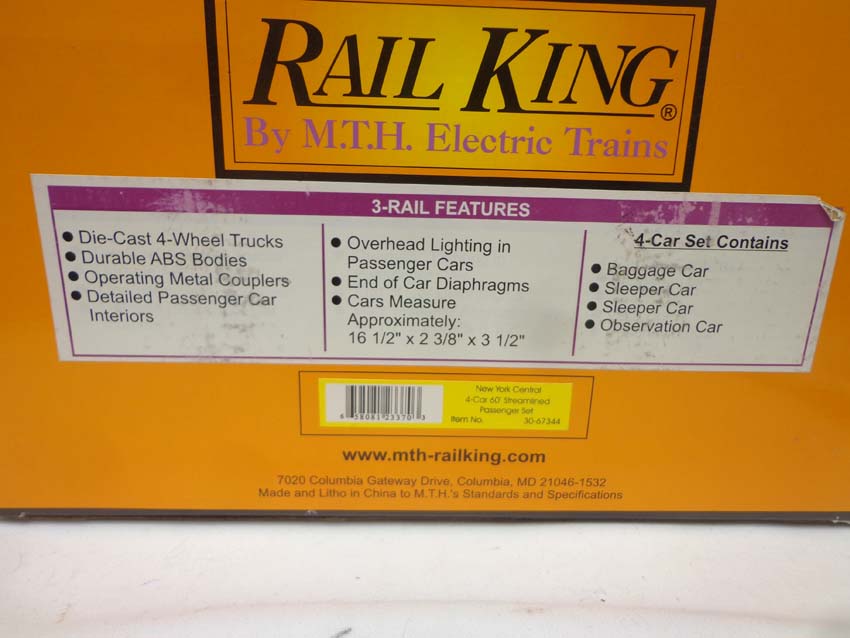 RAIL KING®
By M.T.H. Electric Trains
3-RAIL FEATURES
• Die-Cast 4-Wheel Trucks
• Durable ABS Bodies
• Operating Metal Couplers
• Detailed Passenger Car
Interiors
• Overhead Lighting in
Passenger Cars
• End of Car Diaphragms
• Cars Measure
Approximately:
16 1/2" x 2 3/8" x 3 1/2"
4-Car Set Contains
• Baggage Car
• Sleeper Car
• Sleeper Car
• Observation Car
6 58081 23370 3
New York Central
4-Car 60' Streamlined
Passenger Set
Item No. 30-67344
www.mth-railking.com
7020 Columbia Gateway Drive, Columbia, MD 21046-1532
Made and Litho in China to M.T.H.'s Standards and Specifications